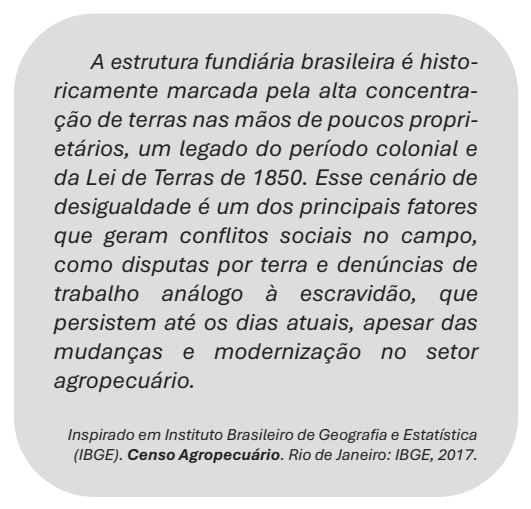 A estrutura fundiária brasileira é histo-
ricamente marcada pela alta concentra-
ção de terras nas mãos de poucos propri-
etários, um legado do período colonial e
da Lei de Terras de 1850. Esse cenário de
desigualdade é um dos principais fatores
que geram conflitos sociais no campo,
como disputas por terra e denúncias de
trabalho análogo à escravidão, que
persistem até os dias atuais, apesar das
mudanças e modernização no setor
agropecuário.
Inspirado em Instituto Brasileiro de Geografia e Estatística
(IBGE). Censo Agropecuário. Rio de Janeiro: IBGE, 2017.